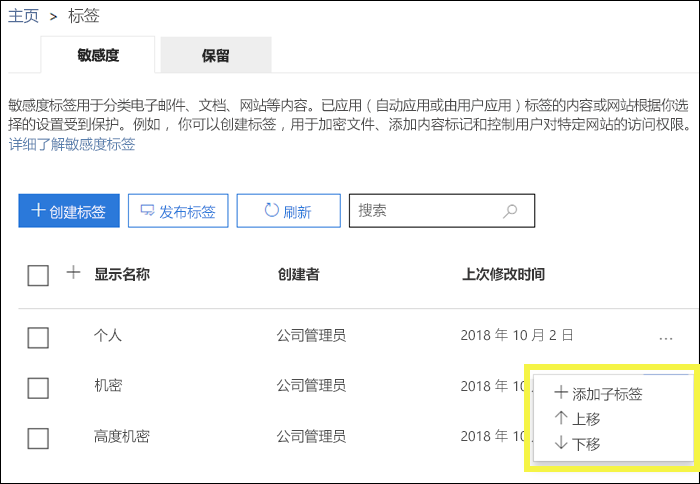 主页 > 标签
敏感度 保留
敏感度标签用于分类电子邮件、文档、网站等内容。已应用（自动应用或由用户应用）标签的内容或网站根据你选
择的设置受到保护。例如，你可以创建标签，用于加密文件、添加内容标记和控制用户对特定网站的访问权限。
详细了解敏感度标签
+ 创建标签 发布标签 刷新 搜索
+ 显示名称 创建者 上次修改时间
个人 公司管理员 2018 年 10 月 2 日 ...
机密 公司管理员 2018 年 10
高度机密 公司管理员 2018 年 10
+ 添加子标签
↑ 上移
↓ 下移